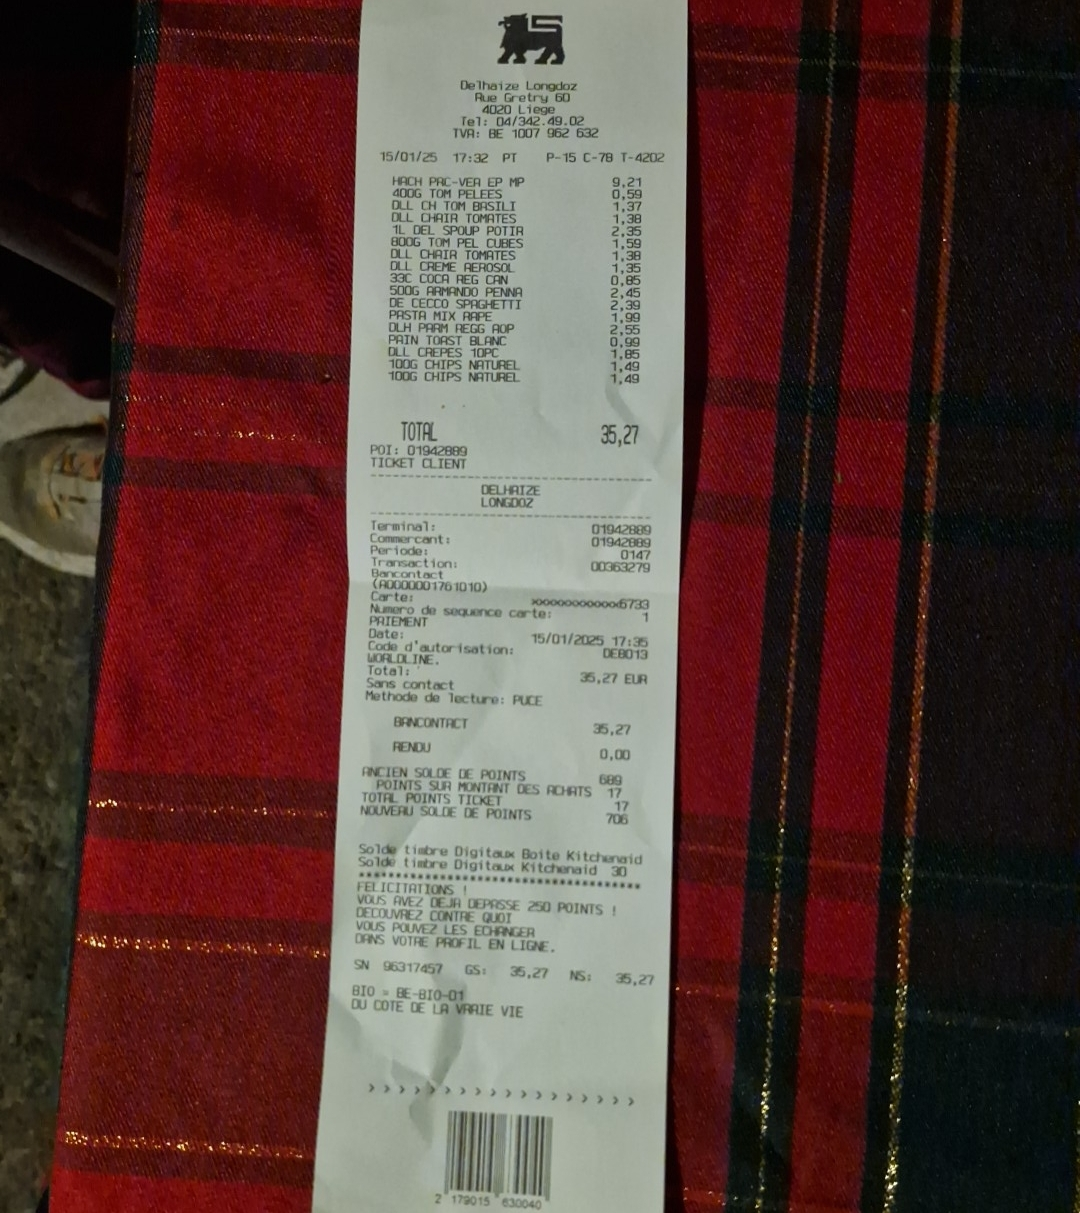 Delhaize Longdoz
Rue Gretry 60
4020 Liege
Tel: 04/342.49.02
TVA: BE 1007 962 632
15/01/25 17:32 PT P-15 C-78 T-4202
HACH PRC-VEA EP MP 9,21
400G TOM PELEES 0,59
DLL CH TOM BASILI 1,37
DLL CHAIR TOMATES 1,38
1L DEL SPOUP POTIR 2,35
800G TOM PEL CUBES 1,59
DLL CHAIR TOMATES 1,38
DLL CREME AEROSOL 1,35
33C COCA REG CAN 0,85
500G ARMANDO PENNA 2,45
DE CECCO SPAGHETTI 2,39
PASTA MIX RAPE 1,99
DLH PARM REGG AOP 2,55
PAIN TOAST BLANC 0,99
DLL CREPES 10PC 1,85
100G CHIPS NATUREL 1,49
100G CHIPS NATUREL 1,49
TOTAL 35,27
POI: 01942889
TICKET CLIENT
DELHAIZE
LONGDOZ
Terminal: 01942889
Commercant: 01942889
Periode: 0147
Transaction: 00363279
Bancontact
(A0000001761010)
Carte: xxxxxxxxxxxxx6733
Numero de sequence carte: 1
PAIEMENT
Date: 15/01/2025 17:35
Code d'autorisation: DE8013
WORLDLINE.
Total: 35,27 EUR
Sans contact
Methode de lecture: PUCE
BANCONTACT 35,27
RENDU 0,00
ANCIEN SOLDE DE POINTS 689
POINTS SUR MONTANT DES ACHATS 17
TOTAL POINTS TICKET 17
NOUVEAU SOLDE DE POINTS 706
Solde timbre Digitaux Boite Kitchenaid
Solde timbre Digitaux Kitchenaid 30
****************************************
FELICITATIONS !
VOUS AVEZ DEJA DEPASSE 250 POINTS !
DECOUVREZ CONTRE QUOI
VOUS POUVEZ LES ECHANGER
DANS VOTRE PROFIL EN LIGNE.
SN 96317457 GS: 35,27 NS: 35,27
BIO = BE-BIO-01
DU COTE DE LA VRAIE VIE
> > > > > > > > > > > > > > > > > >
2 179015 630040